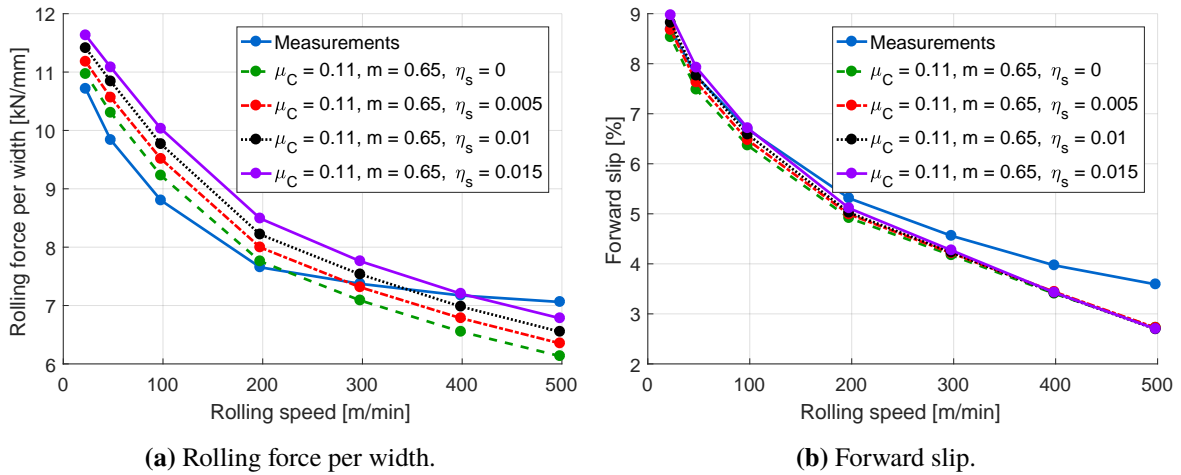 12
11
10
9
8
7
6
Rolling force per width [kN/mm]
0 100 200 300 400 500
Rolling speed [m/min]
Measurements
μC = 0.11, m = 0.65, ηs = 0
μC = 0.11, m = 0.65, ηs = 0.005
μC = 0.11, m = 0.65, ηs = 0.01
μC = 0.11, m = 0.65, ηs = 0.015
(a) Rolling force per width.
9
8
7
6
5
4
3
2
Forward slip [%]
0 100 200 300 400 500
Rolling speed [m/min]
Measurements
μC = 0.11, m = 0.65, ηs = 0
μC = 0.11, m = 0.65, ηs = 0.005
μC = 0.11, m = 0.65, ηs = 0.01
μC = 0.11, m = 0.65, ηs = 0.015
(b) Forward slip.